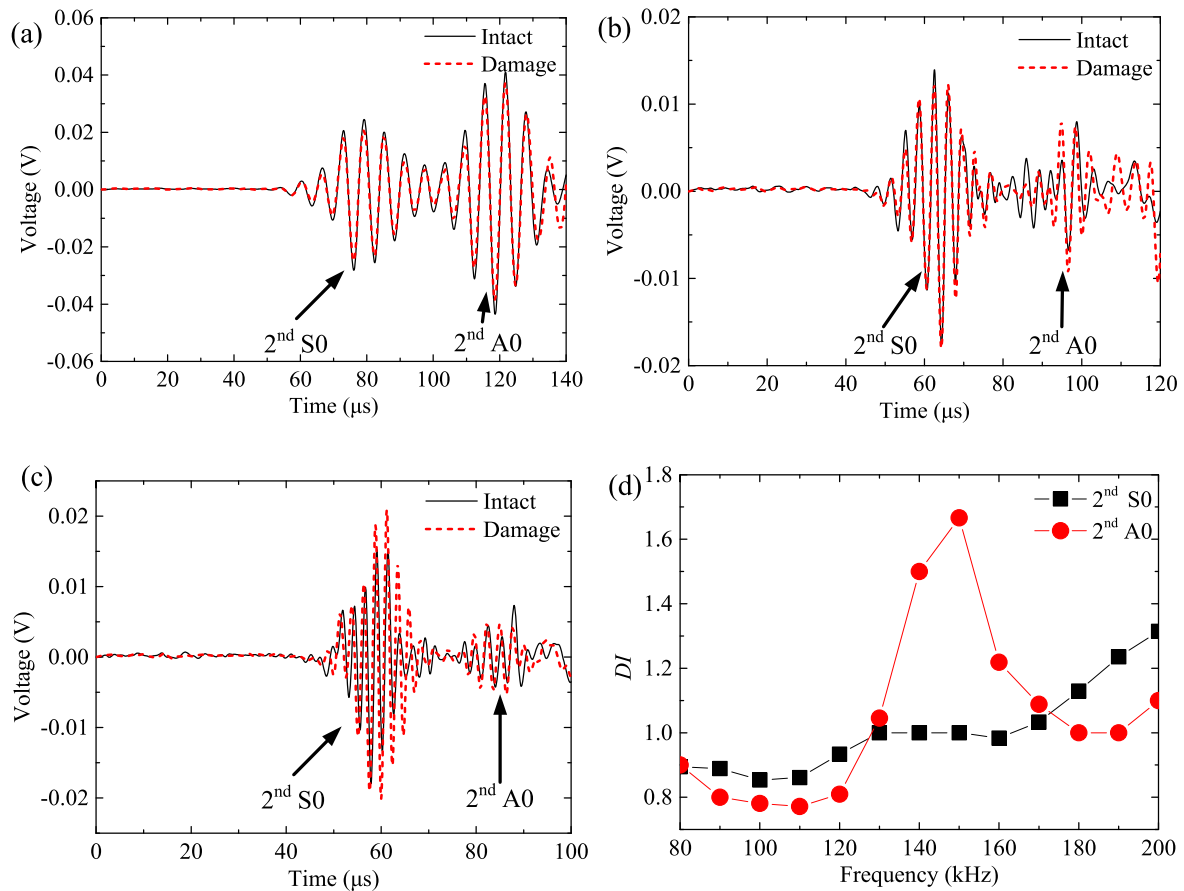 (a)
Intact
Damage
Voltage (V)
0.06
0.04
0.02
0.00
-0.02
-0.04
-0.06
2nd S0
2nd A0
0 20 40 60 80 100 120 140
Time (μs)
(b)
Intact
Damage
Voltage (V)
0.02
0.01
0.00
-0.01
-0.02
2nd S0
2nd A0
0 20 40 60 80 100 120
Time (μs)
(c)
Intact
Damage
Voltage (V)
0.02
0.01
0.00
-0.01
-0.02
2nd S0
2nd A0
0 20 40 60 80 100
Time (μs)
(d)
2nd S0
2nd A0
DI
1.8
1.6
1.4
1.2
1.0
0.8
80 100 120 140 160 180 200
Frequency (kHz)